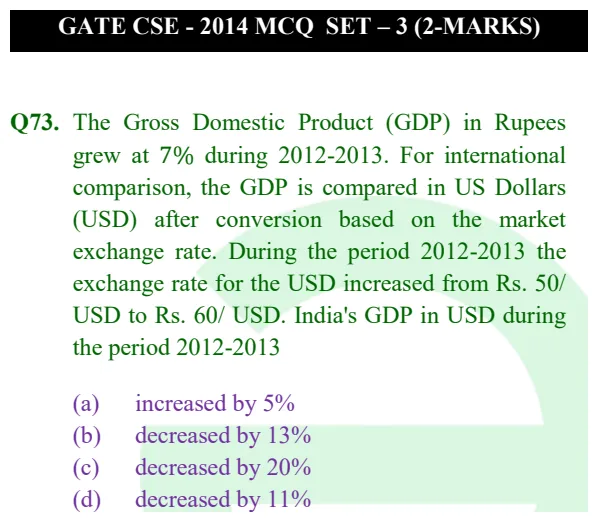 GATE CSE - 2014 MCQ SET – 3 (2-MARKS)
Q73. The Gross Domestic Product (GDP) in Rupees
grew at 7% during 2012-2013. For international
comparison, the GDP is compared in US Dollars
(USD) after conversion based on the market
exchange rate. During the period 2012-2013 the
exchange rate for the USD increased from Rs. 50/
USD to Rs. 60/ USD. India's GDP in USD during
the period 2012-2013
(a) increased by 5%
(b) decreased by 13%
(c) decreased by 20%
(d) decreased by 11%